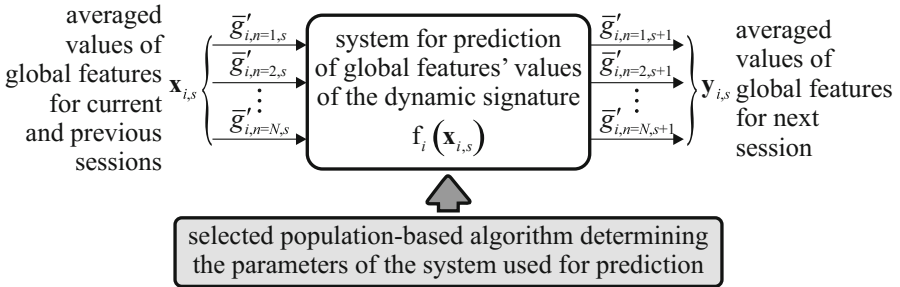 averaged
values of
global features
for current
and previous
sessions
𝐱_{i,s}
g̅′_{i,n=1,s}
g̅′_{i,n=2,s}
⋮
g̅′_{i,n=N,s}
system for prediction
of global features’ values
of the dynamic signature
f_i (𝐱_{i,s})
g̅′_{i,n=1,s+1}
g̅′_{i,n=2,s+1}
⋮
g̅′_{i,n=N,s+1}
𝐲_{i,s}
averaged
values of
global features
for next
session
selected population-based algorithm determining
the parameters of the system used for prediction